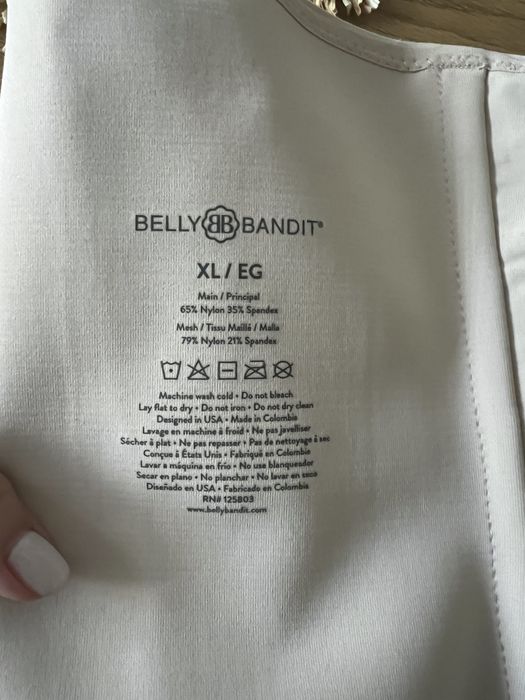 BELLY BB BANDIT®
XL / EG
Main / Principal
65% Nylon 35% Spandex
Mesh / Tissu Maillé / Malla
79% Nylon 21% Spandex
Machine wash cold • Do not bleach
Lay flat to dry • Do not iron • Do not dry clean
Designed in USA • Made in Colombia
Lavage en machine à froid • Ne pas javelliser
Sécher à plat • Ne pas repasser • Pas de nettoyage à sec
Conçue à États Unis • Fabriqué en Colombie
Lavar a máquina en frío • No use blanqueador
Secar en plano • No planchar • No lavar en seco
Diseñado en USA • Fabricado en Colombia
RN# 125803
www.bellybandit.com